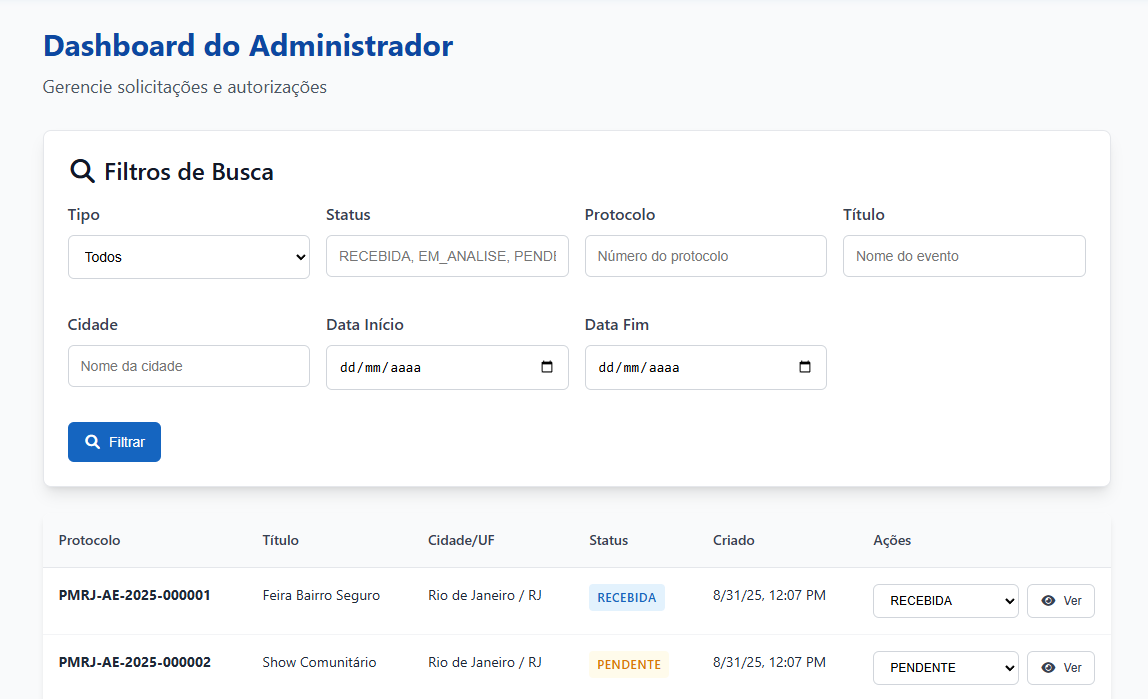 Dashboard do Administrador
Gerencie solicitações e autorizações
Filtros de Busca
Tipo Status Protocolo Título
Todos RECEBIDA, EM_ANALISE, PENDE Número do protocolo Nome do evento
Cidade Data Início Data Fim
Nome da cidade dd/mm/aaaa dd/mm/aaaa
Filtrar
Protocolo Título Cidade/UF Status Criado Ações
PMRJ-AE-2025-000001 Feira Bairro Seguro Rio de Janeiro / RJ RECEBIDA 8/31/25, 12:07 PM RECEBIDA Ver
PMRJ-AE-2025-000002 Show Comunitário Rio de Janeiro / RJ PENDENTE 8/31/25, 12:07 PM PENDENTE Ver